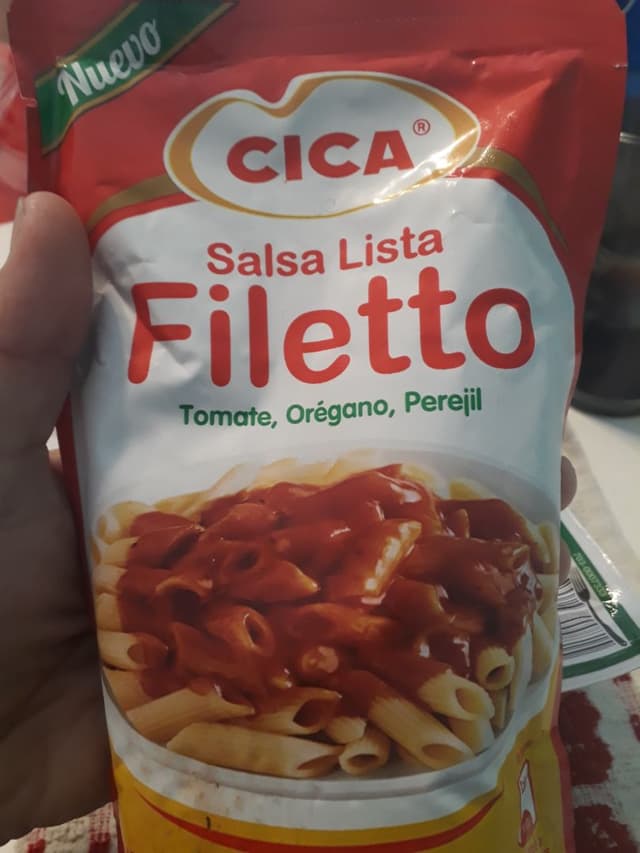 Nuevo
CICA®
Salsa Lista
Filetto
Tomate, Orégano, Perejil